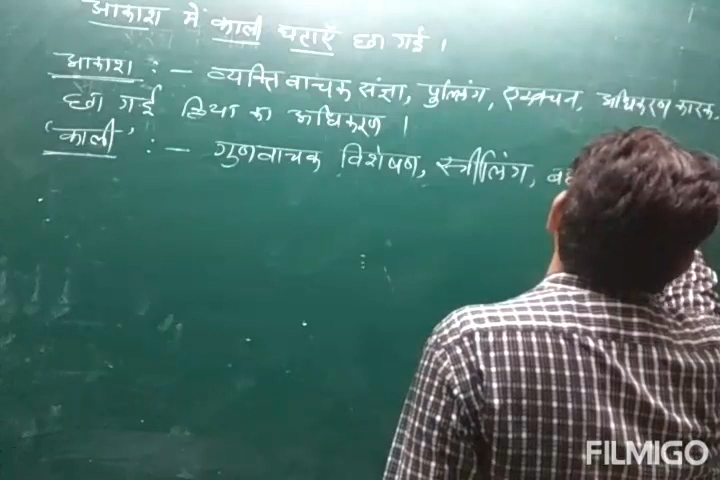 आकाश में काली घटाएँ छा गई ।
आकाश : - व्यक्तिवाचक संज्ञा, पुल्लिंग, एकवचन, अधिकरण कारक
छा गई क्रिया का अधिकरण ।
'काली' : - गुणवाचक विशेषण, स्त्रीलिंग,
FILMIGO